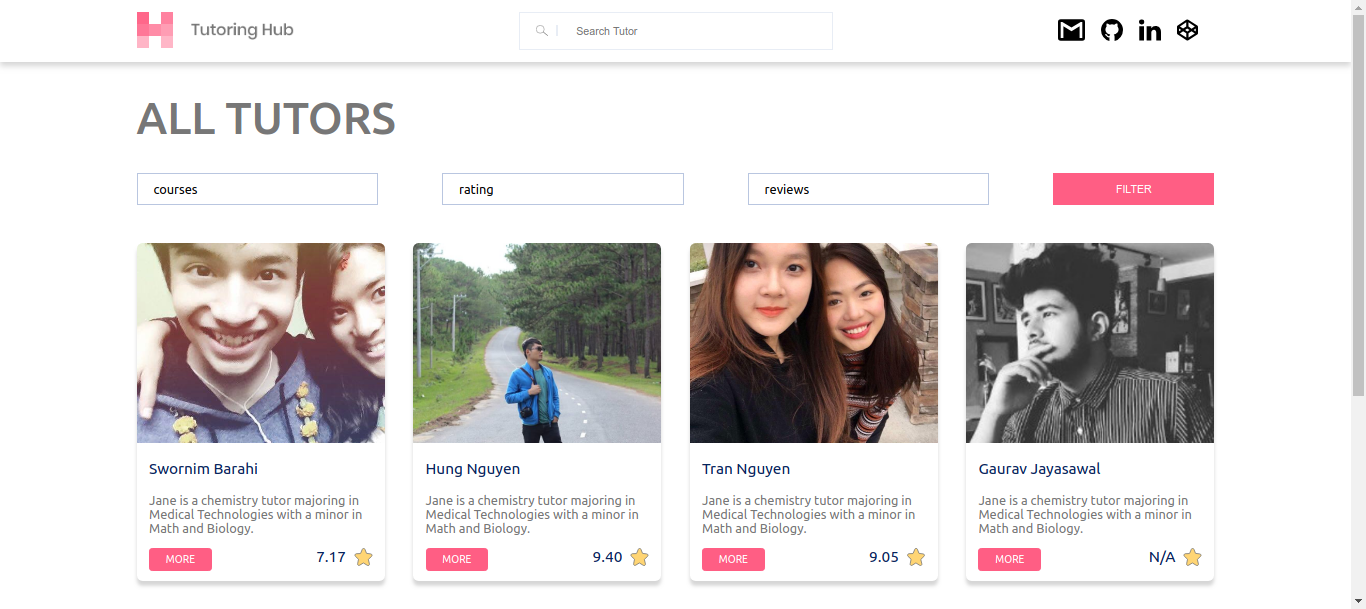 Tutoring Hub
Search Tutor
ALL TUTORS
courses
rating
reviews
FILTER
Swornim Barahi
Jane is a chemistry tutor majoring in
Medical Technologies with a minor in
Math and Biology.
MORE
7.17
Hung Nguyen
Jane is a chemistry tutor majoring in
Medical Technologies with a minor in
Math and Biology.
MORE
9.40
Tran Nguyen
Jane is a chemistry tutor majoring in
Medical Technologies with a minor in
Math and Biology.
MORE
9.05
Gaurav Jayasawal
Jane is a chemistry tutor majoring in
Medical Technologies with a minor in
Math and Biology.
MORE
N/A